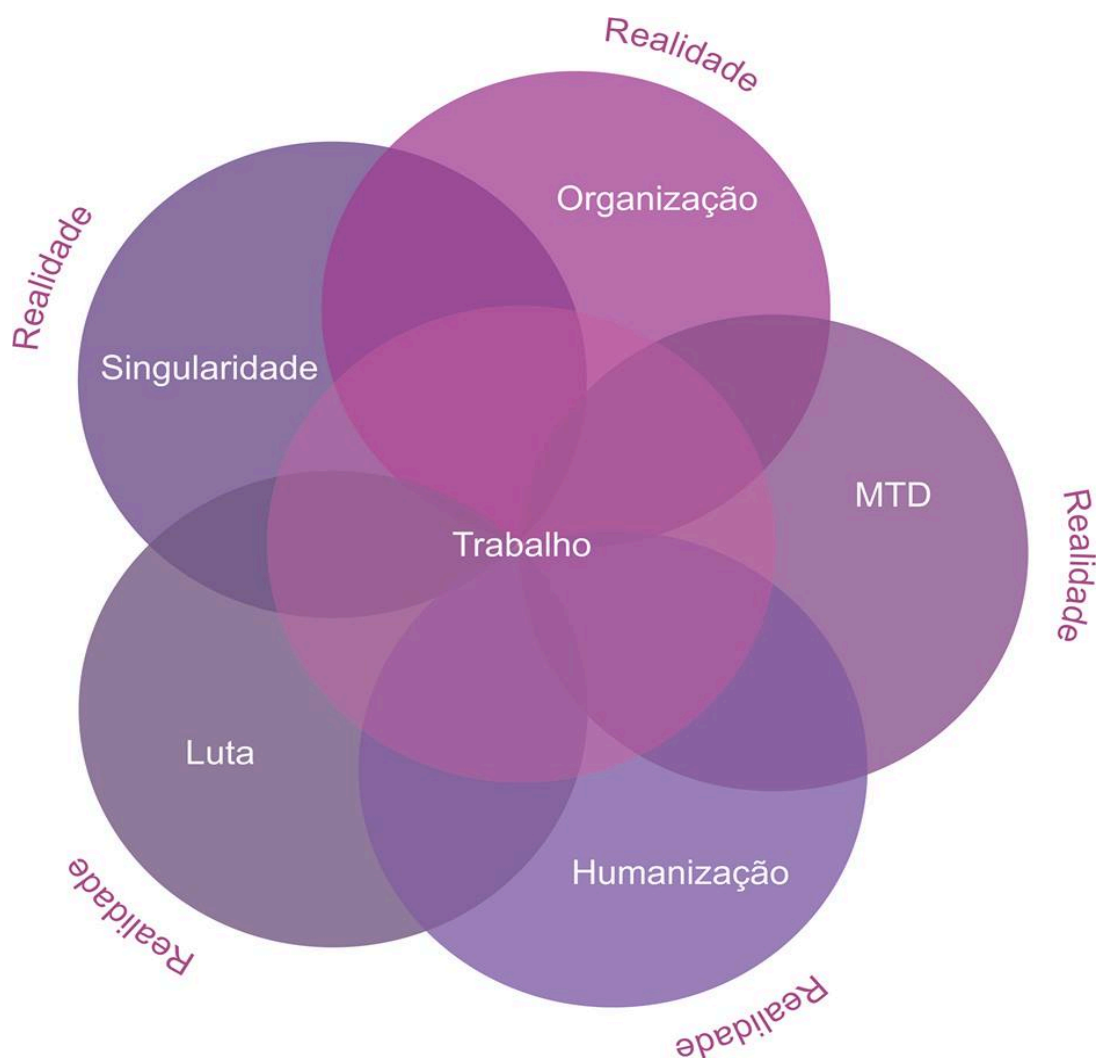 Realidade
Organização
Realidade
Singularidade
MTD
Realidade
Trabalho
Luta
Humanização
Realidade
Realidade